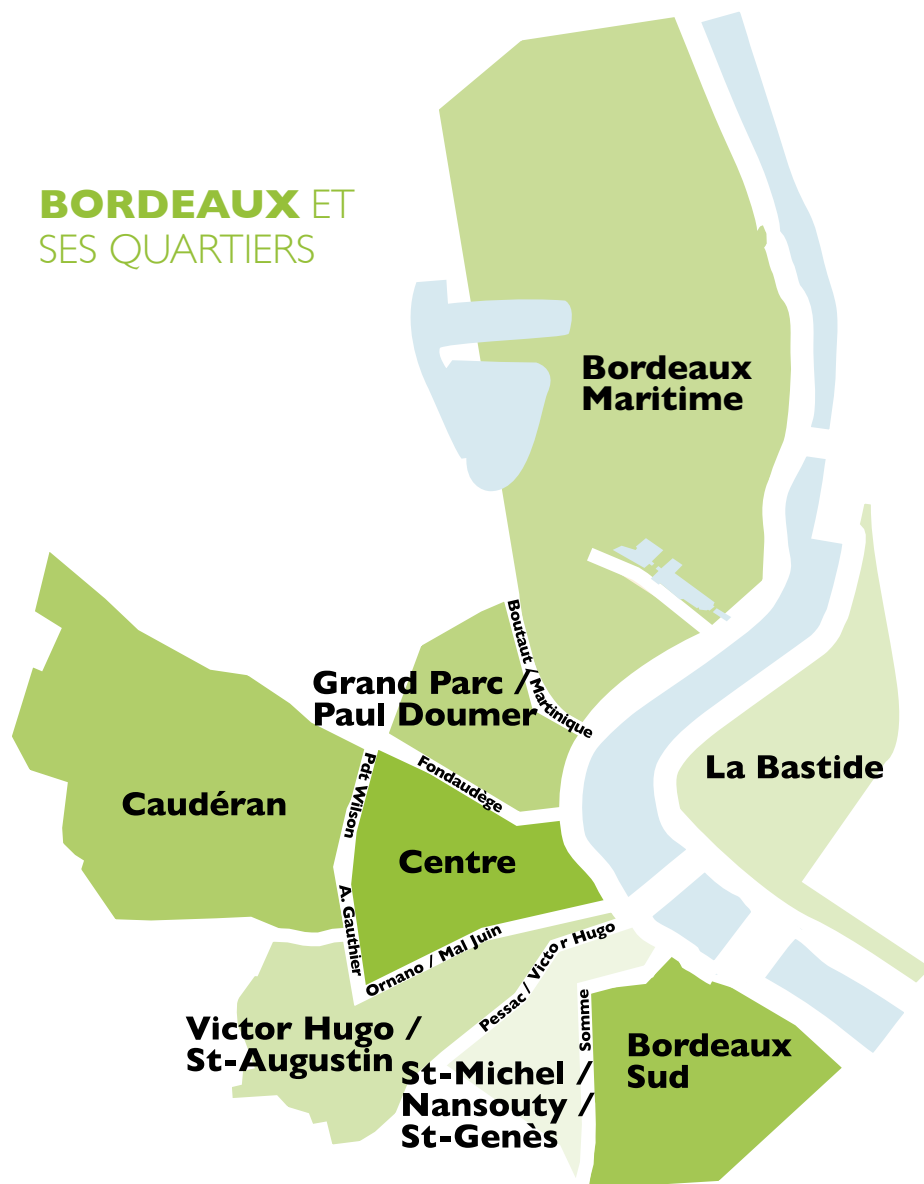 BORDEAUX ET
SES QUARTIERS
Bordeaux
Maritime
Boutaut / Martinique
Grand Parc /
Paul Doumer
Fondaudège
Pdt Wilson
La Bastide
Caudéran
Centre
A. Gauthier
Ornano / Mal Juin
Pessac / Victor Hugo
Somme
Victor Hugo /
St-Augustin
Bordeaux
Sud
St-Michel /
Nansouty /
St-Genès